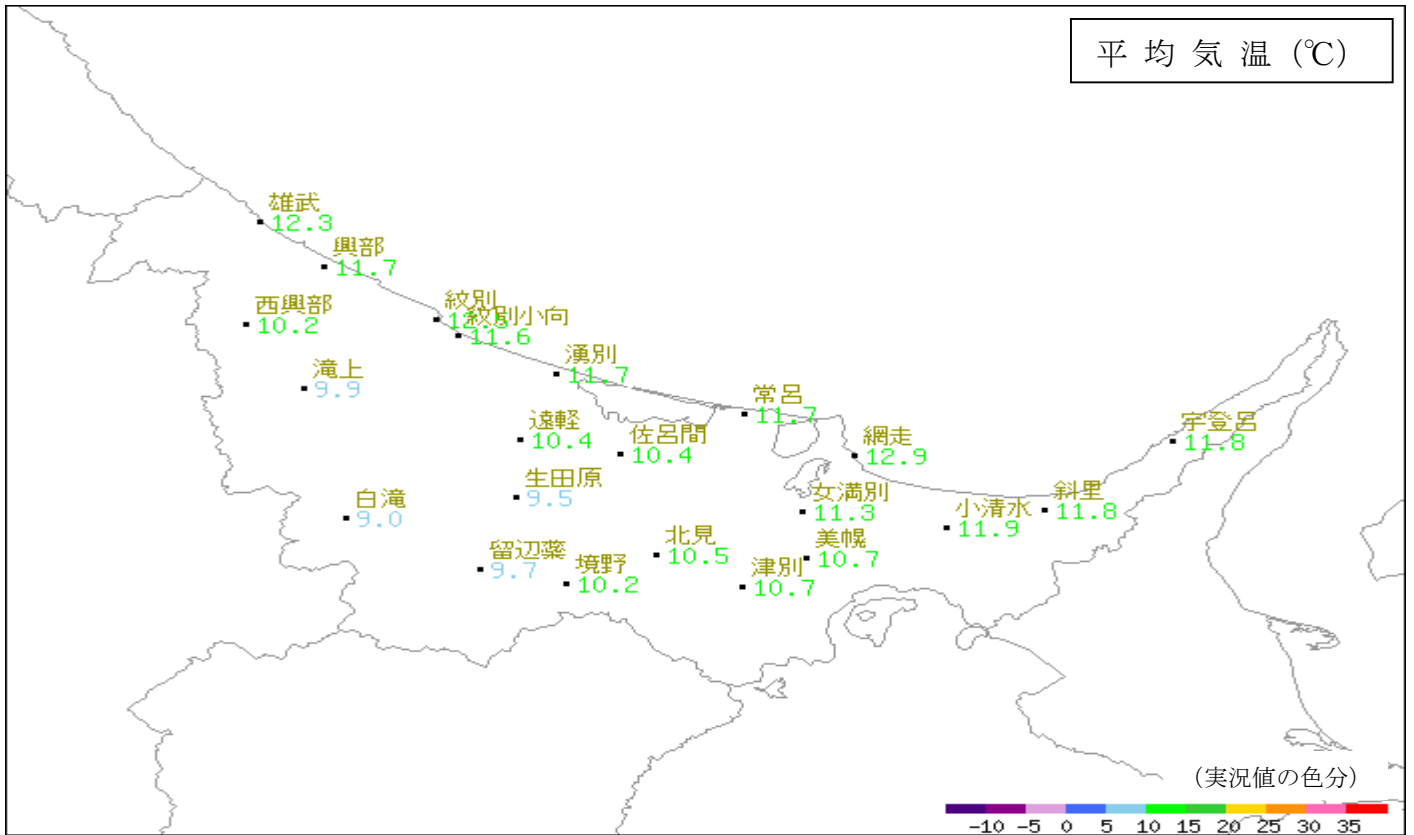 平均気温(℃)
雄武
12.3
興部
11.7
西興部
10.2
紋別
紋別小向
11.6
滝上
9.9
湧別
11.7
常呂
11.7
遠軽
10.4
佐呂間
10.4
網走
12.9
宇登呂
11.8
生田原
9.5
白滝
9.0
女満別
11.3
小清水
11.9
斜里
11.8
留辺蘂
9.7
境野
10.2
北見
10.5
美幌
10.7
津別
10.7
(実況値の色分)
-10 -5 0 5 10 15 20 25 30 35